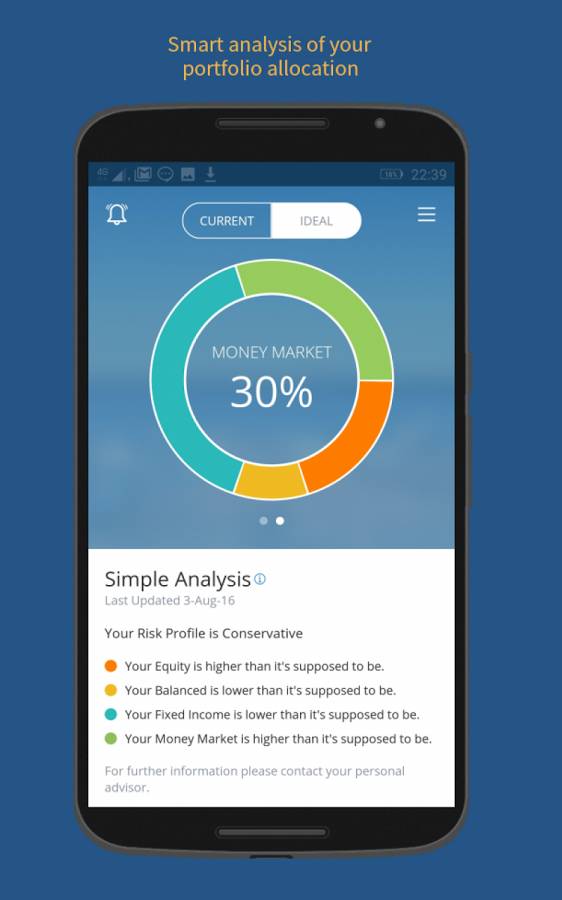 Smart analysis of your
portfolio allocation
4G
22:39
CURRENT
IDEAL
MONEY MARKET
30%
Simple Analysis
Last Updated 3-Aug-16
Your Risk Profile is Conservative
Your Equity is higher than it's supposed to be.
Your Balanced is lower than it's supposed to be.
Your Fixed Income is lower than it's supposed to be.
Your Money Market is higher than it's supposed to be.
For further information please contact your personal
advisor.